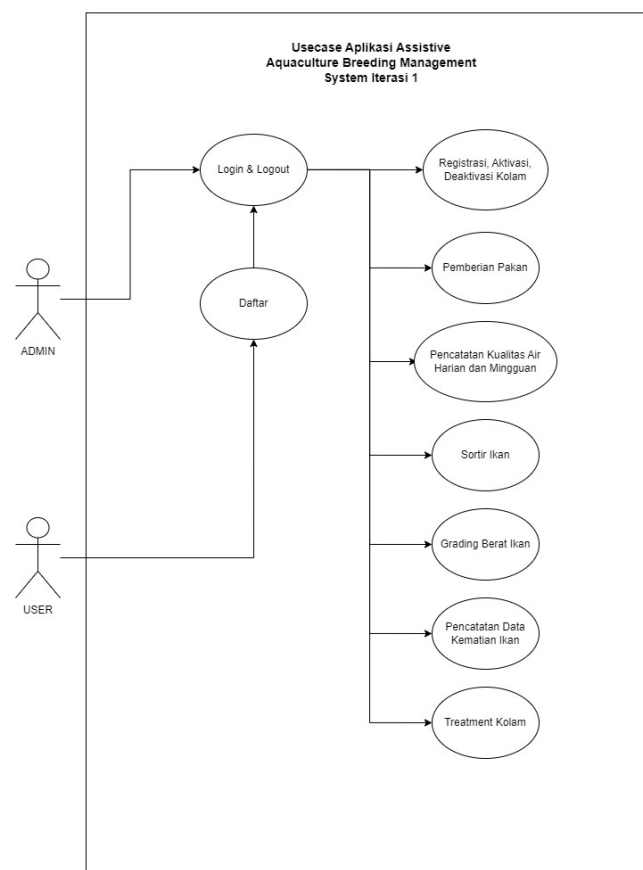 Usecase Aplikasi Assistive
Aquaculture Breeding Management
System Iterasi 1
Login & Logout
Registrasi, Aktivasi,
Deaktivasi Kolam
Daftar
Pemberian Pakan
ADMIN
Pencatatan Kualitas Air
Harian dan Mingguan
Sortir Ikan
Grading Berat Ikan
USER
Pencatatan Data
Kematian Ikan
Treatment Kolam